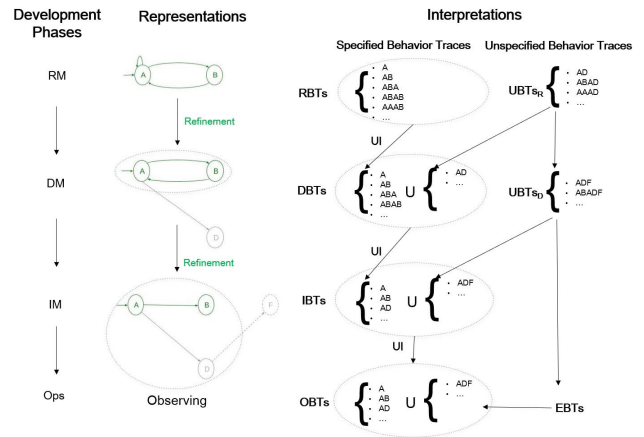 Development Phases
Representations
Interpretations
Specified Behavior Traces
Unspecified Behavior Traces
RM
A
B
RBTs
{
• A
• AB
• ABA
• ABAB
• AAAB
• ...
UBTsR
{
• AD
• ABAD
• AAAD
• ...
Refinement
UI
DM
A
B
D
DBTs
{
• A
• AB
• ABA
• ABAB
• ...
U
{
• AD
• ...
UBTsD
{
• ADF
• ABADF
• ...
Refinement
UI
IM
A
B
F
D
IBTs
{
• A
• AB
• AD
• ...
U
{
• ADF
• ...
UI
Ops
Observing
OBTs
{
• A
• AB
• AD
• ...
U
{
• ADF
• ...
EBTs